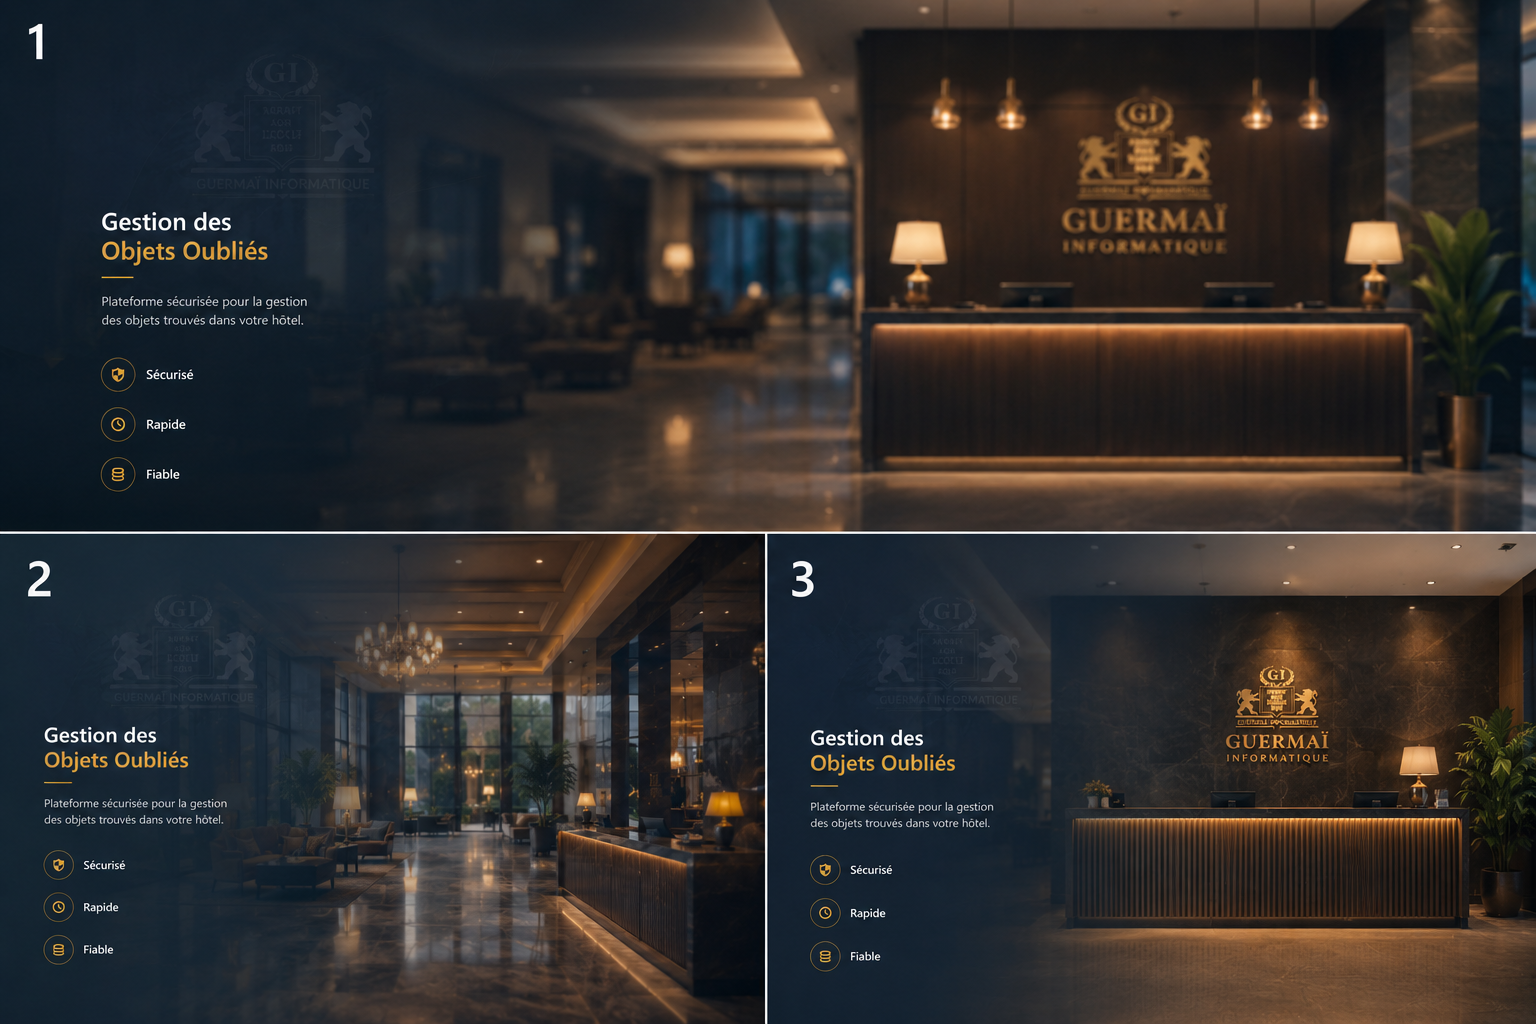 1
GI
GUERMAÏ INFORMATIQUE
Gestion des
Objets Oubliés
Plateforme sécurisée pour la gestion
des objets trouvés dans votre hôtel.
Sécurisé
Rapide
Fiable
GI
GUERMAÏ
INFORMATIQUE
2
GI
GUERMAÏ INFORMATIQUE
Gestion des
Objets Oubliés
Plateforme sécurisée pour la gestion
des objets trouvés dans votre hôtel.
Sécurisé
Rapide
Fiable
3
GI
GUERMAÏ INFORMATIQUE
Gestion des
Objets Oubliés
Plateforme sécurisée pour la gestion
des objets trouvés dans votre hôtel.
Sécurisé
Rapide
Fiable
GI
GUERMAÏ
INFORMATIQUE